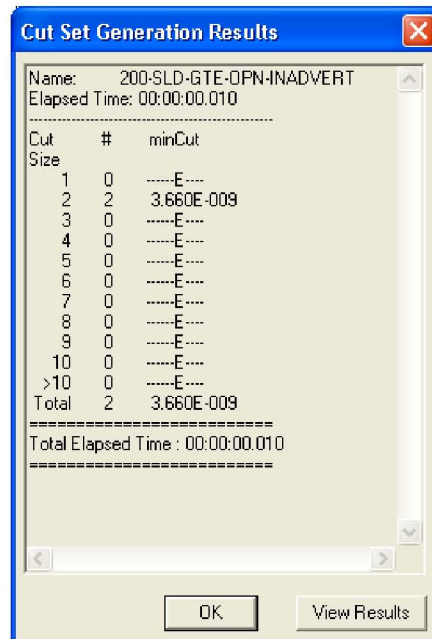 Cut Set Generation Results
Name: 200-SLD-GTE-OPN-INADVERT
Elapsed Time: 00:00:00.010
--------------------------------------------------
Cut # minCut
Size
1 0 ------E----
2 2 3.660E-009
3 0 ------E----
4 0 ------E----
5 0 ------E----
6 0 ------E----
7 0 ------E----
8 0 ------E----
9 0 ------E----
10 0 ------E----
>10 0 ------E----
Total 2 3.660E-009
===========================
Total Elapsed Time : 00:00:00.010
===========================
OK
View Results